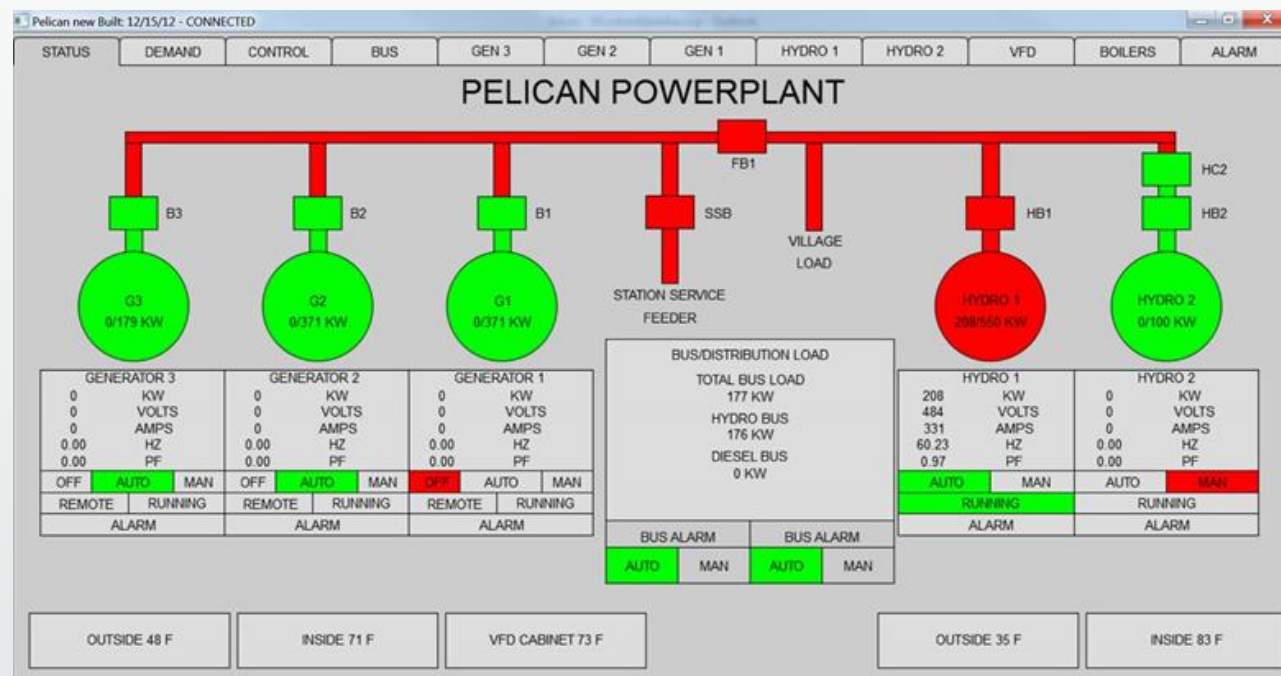 Pelican new Built: 12/15/12 - CONNECTED
STATUS DEMAND CONTROL BUS GEN 3 GEN 2 GEN 1 HYDRO 1 HYDRO 2 VFD BOILERS ALARM
PELICAN POWERPLANT
FB1
HC2
B3 B2 B1 SSB HB1 HB2
VILLAGE
LOAD
STATION SERVICE
FEEDER
G3
0/179 KW
G2
0/371 KW
G1
0/371 KW
HYDRO 1
208/550 KW
HYDRO 2
0/100 KW
GENERATOR 3
0 KW
0 VOLTS
0 AMPS
0.00 HZ
0.00 PF
OFF AUTO MAN
REMOTE RUNNING
ALARM
GENERATOR 2
0 KW
0 VOLTS
0 AMPS
0.00 HZ
0.00 PF
OFF AUTO MAN
REMOTE RUNNING
ALARM
GENERATOR 1
0 KW
0 VOLTS
0 AMPS
0.00 HZ
0.00 PF
OFF AUTO MAN
REMOTE RUNNING
ALARM
BUS/DISTRIBUTION LOAD
TOTAL BUS LOAD
177 KW
HYDRO BUS
176 KW
DIESEL BUS
0 KW
BUS ALARM BUS ALARM
AUTO MAN AUTO MAN
HYDRO 1
208 KW
484 VOLTS
331 AMPS
60.23 HZ
0.97 PF
AUTO MAN
RUNNING
ALARM
HYDRO 2
0 KW
0 VOLTS
0 AMPS
0.00 HZ
0.00 PF
AUTO MAN
RUNNING
ALARM
OUTSIDE 48 F
INSIDE 71 F
VFD CABINET 73 F
OUTSIDE 35 F
INSIDE 83 F